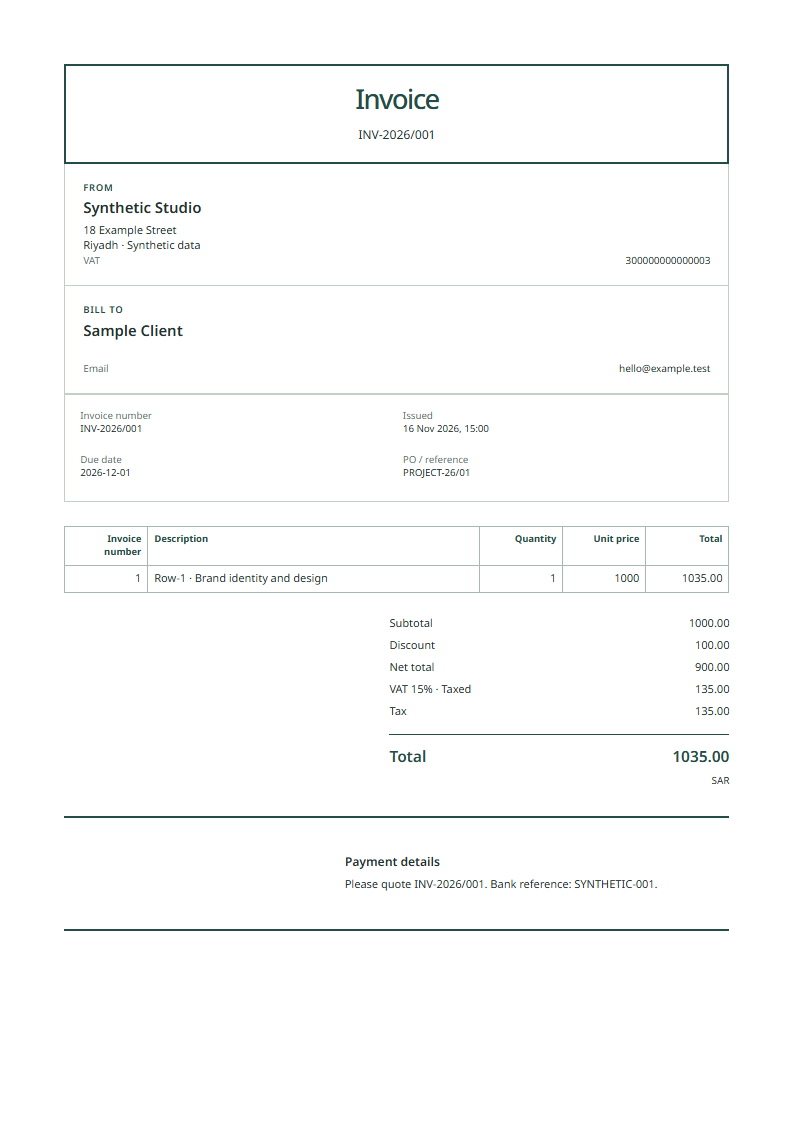 Invoice
INV-2026/001
FROM
Synthetic Studio
18 Example Street
Riyadh · Synthetic data
VAT 300000000000003
BILL TO
Sample Client
Email hello@example.test
Invoice number Issued
INV-2026/001 16 Nov 2026, 15:00
Due date PO / reference
2026-12-01 PROJECT-26/01
Invoice number Description Quantity Unit price Total
1 Row-1 · Brand identity and design 1 1000 1035.00
Subtotal 1000.00
Discount 100.00
Net total 900.00
VAT 15% · Taxed 135.00
Tax 135.00
Total 1035.00
SAR
Payment details
Please quote INV-2026/001. Bank reference: SYNTHETIC-001.